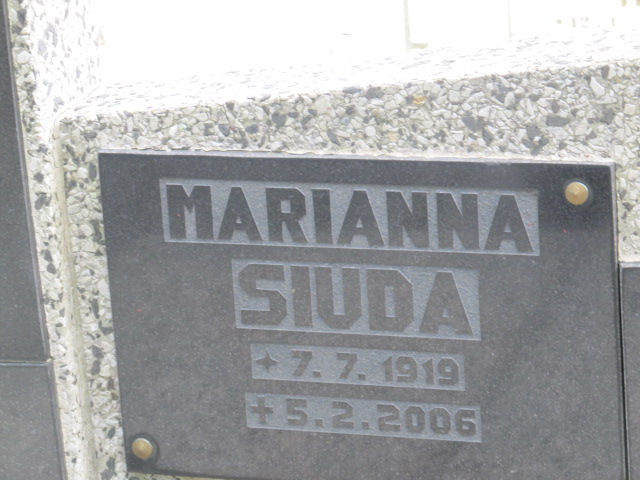 MARIANNA
SIUDA
✦ 7. 7. 1919
✝ 5. 2. 2006